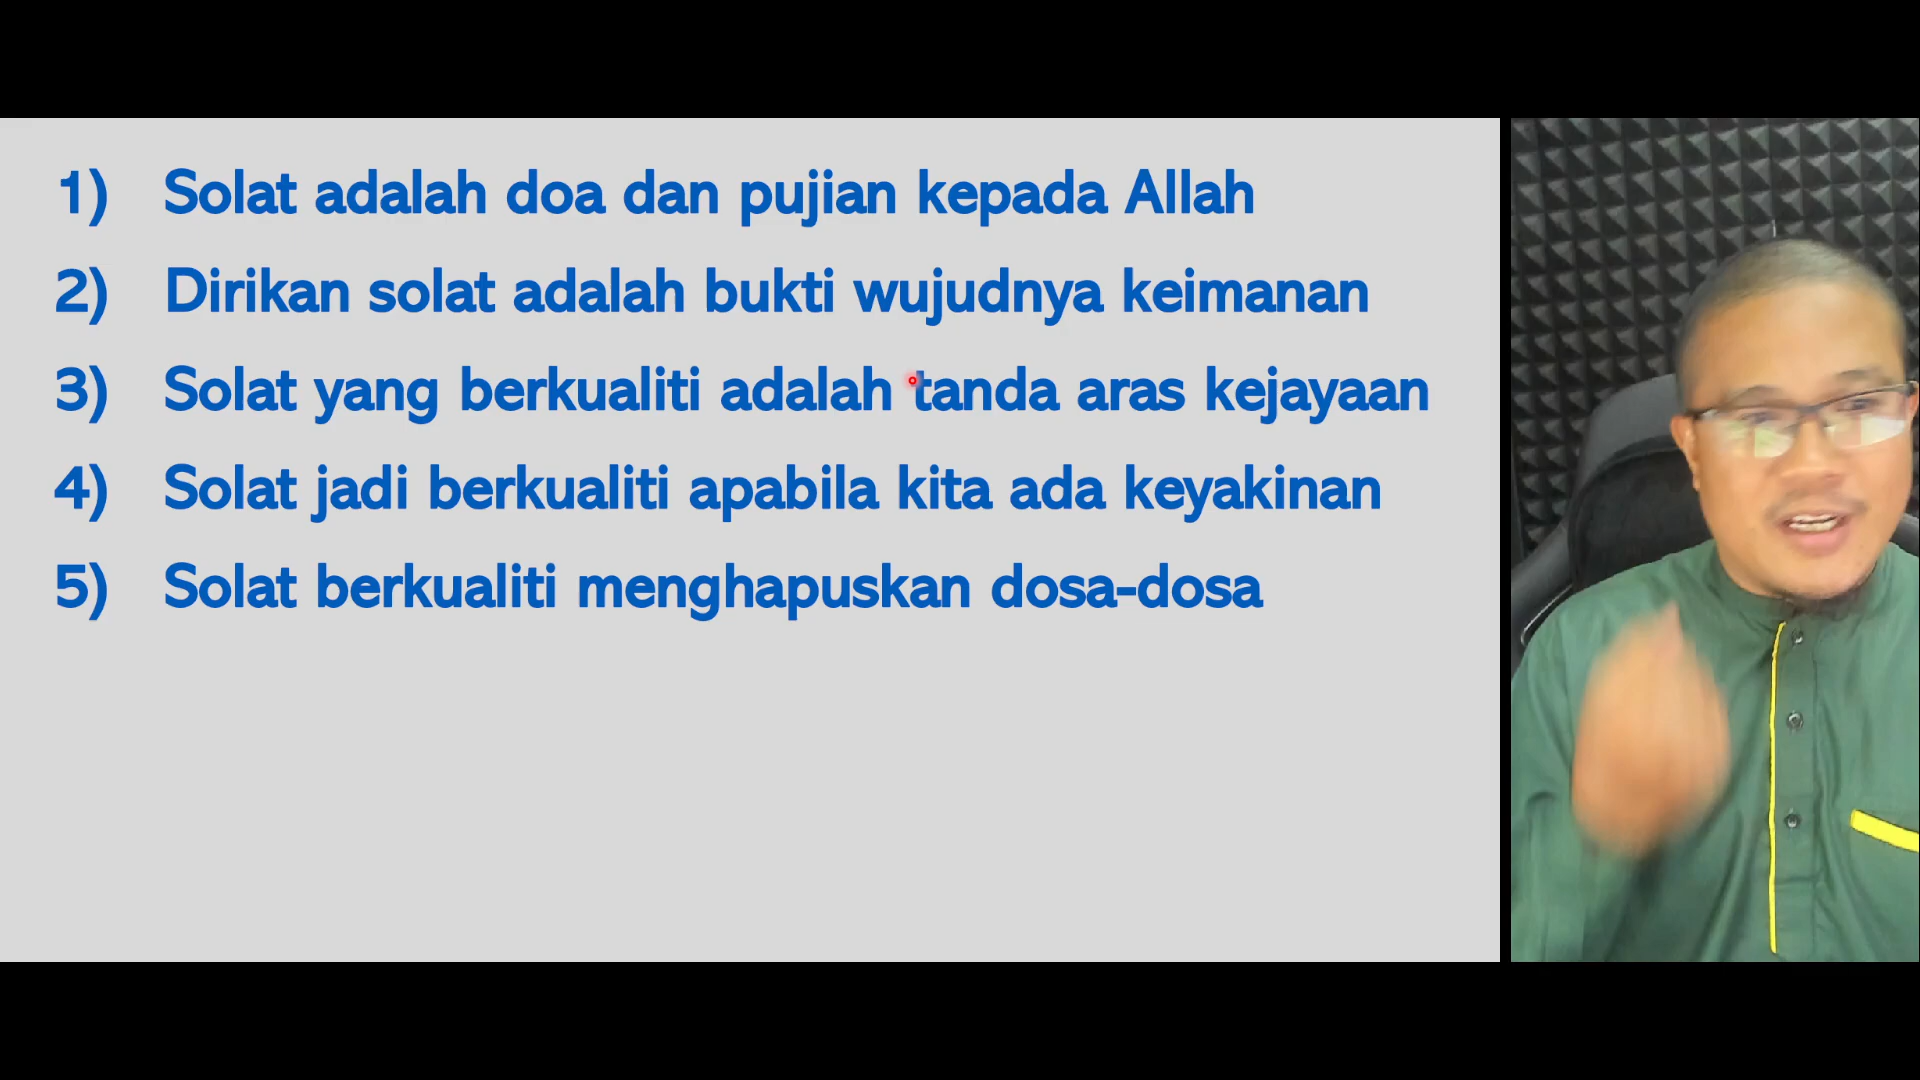 1) Solat adalah doa dan pujian kepada Allah
2) Dirikan solat adalah bukti wujudnya keimanan
3) Solat yang berkualiti adalah tanda aras kejayaan
4) Solat jadi berkualiti apabila kita ada keyakinan
5) Solat berkualiti menghapuskan dosa-dosa